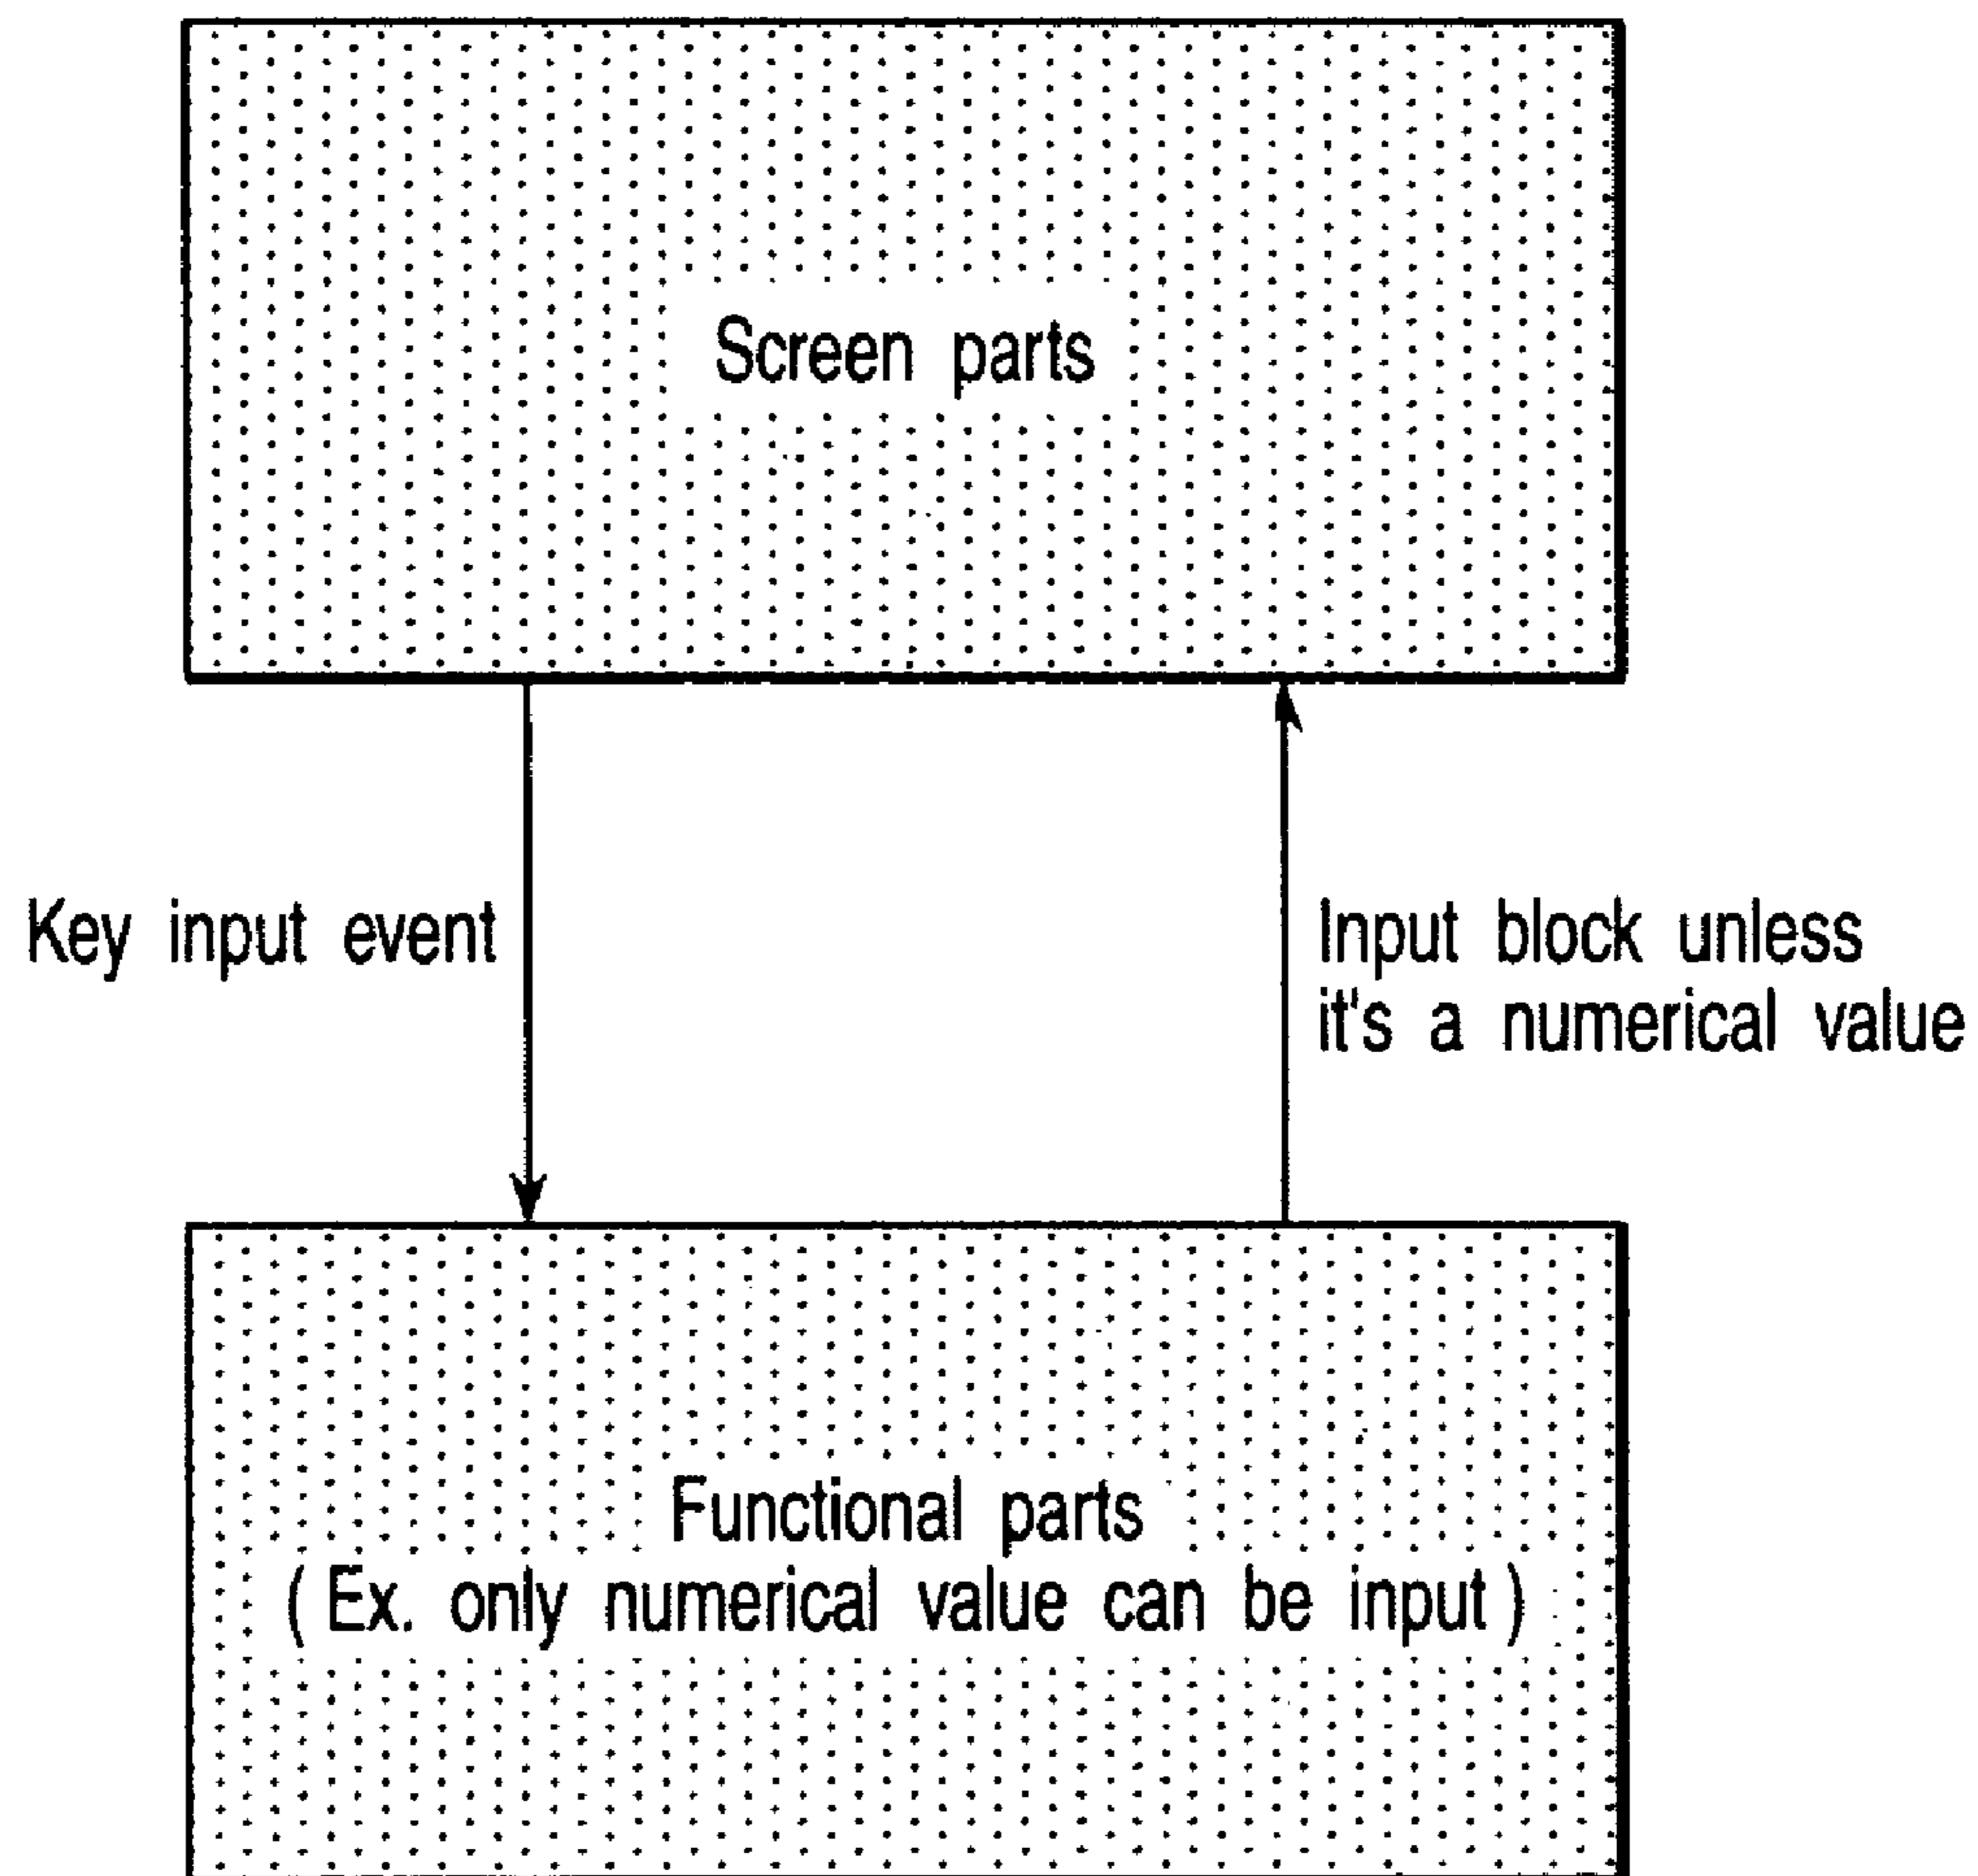 Screen parts
Key input event
Input block unless
it's a numerical value
Functional parts
(Ex. only numerical value can be input)